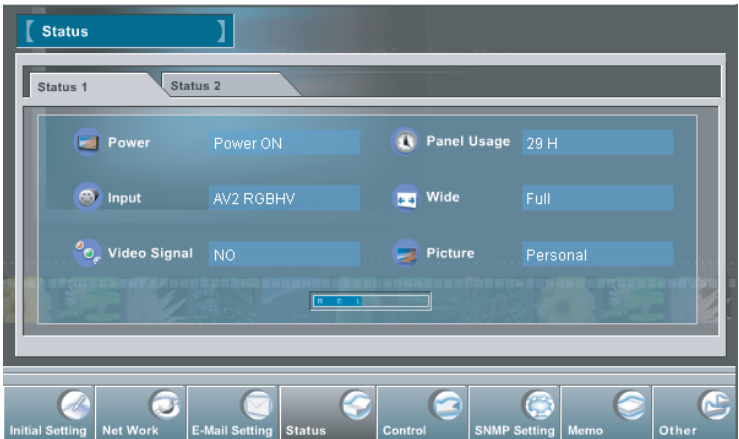 Status
Status 1 Status 2
Power Power ON Panel Usage 29 H
Input AV2 RGBHV Wide Full
Video Signal NO Picture Personal
R E L
Initial Setting Net Work E-Mail Setting Status Control SNMP Setting Memo Other